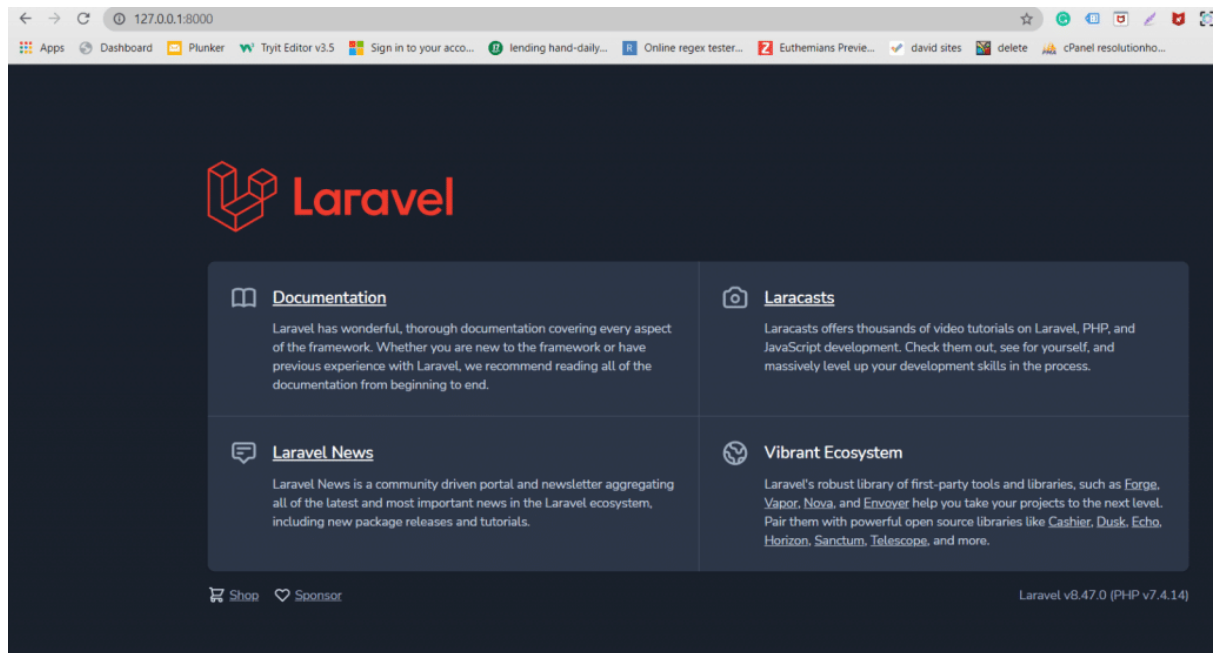 127.0.0.1:8000
Apps Dashboard Plunker Tryit Editor v3.5 Sign in to your acco... lending hand-daily... Online regex tester... Euthemians Previe... david sites delete cPanel resolutionho...
Laravel
Documentation
Laravel has wonderful, thorough documentation covering every aspect
of the framework. Whether you are new to the framework or have
previous experience with Laravel, we recommend reading all of the
documentation from beginning to end.
Laracasts
Laracasts offers thousands of video tutorials on Laravel, PHP, and
JavaScript development. Check them out, see for yourself, and
massively level up your development skills in the process.
Laravel News
Laravel News is a community driven portal and newsletter aggregating
all of the latest and most important news in the Laravel ecosystem,
including new package releases and tutorials.
Vibrant Ecosystem
Laravel's robust library of first-party tools and libraries, such as Forge,
Vapor, Nova, and Envoyer help you take your projects to the next level.
Pair them with powerful open source libraries like Cashier, Dusk, Echo,
Horizon, Sanctum, Telescope, and more.
Shop Sponsor
Laravel v8.47.0 (PHP v7.4.14)